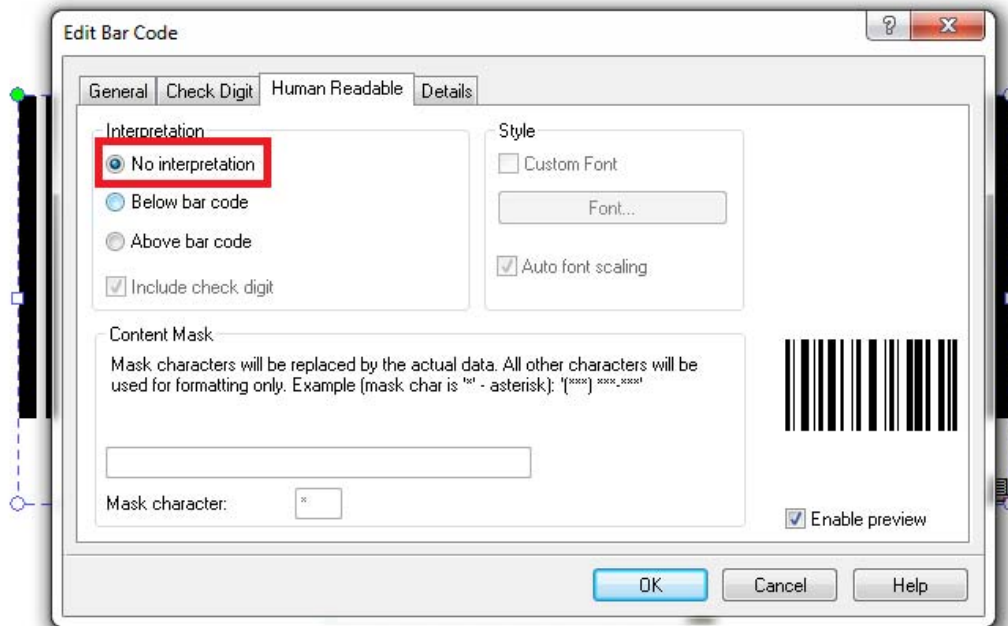 Edit Bar Code
General Check Digit Human Readable Details
Interpretation
No interpretation
Below bar code
Above bar code
Include check digit
Style
Custom Font
Font...
Auto font scaling
Content Mask
Mask characters will be replaced by the actual data. All other characters will be
used for formatting only. Example (mask char is '*' - asterisk): '(***) ***-***'
Mask character: *
Enable preview
OK Cancel Help